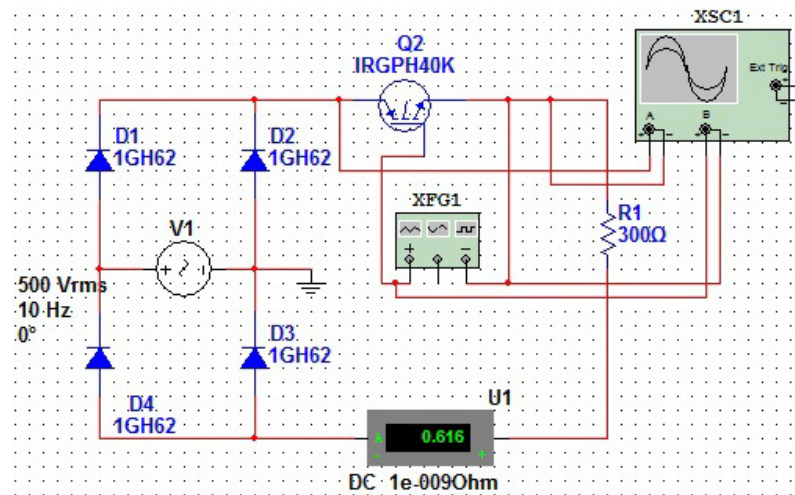 XSC1
Q2
IRGPH40K
Ext Trig
+
-
A
B
+ - + -
D1
1GH62
D2
1GH62
XFG1
+ -
R1
300Ω
V1
+ -
500 Vrms
10 Hz
0°
D3
1GH62
D4
1GH62
U1
A
0.616
- +
DC 1e-009Ohm